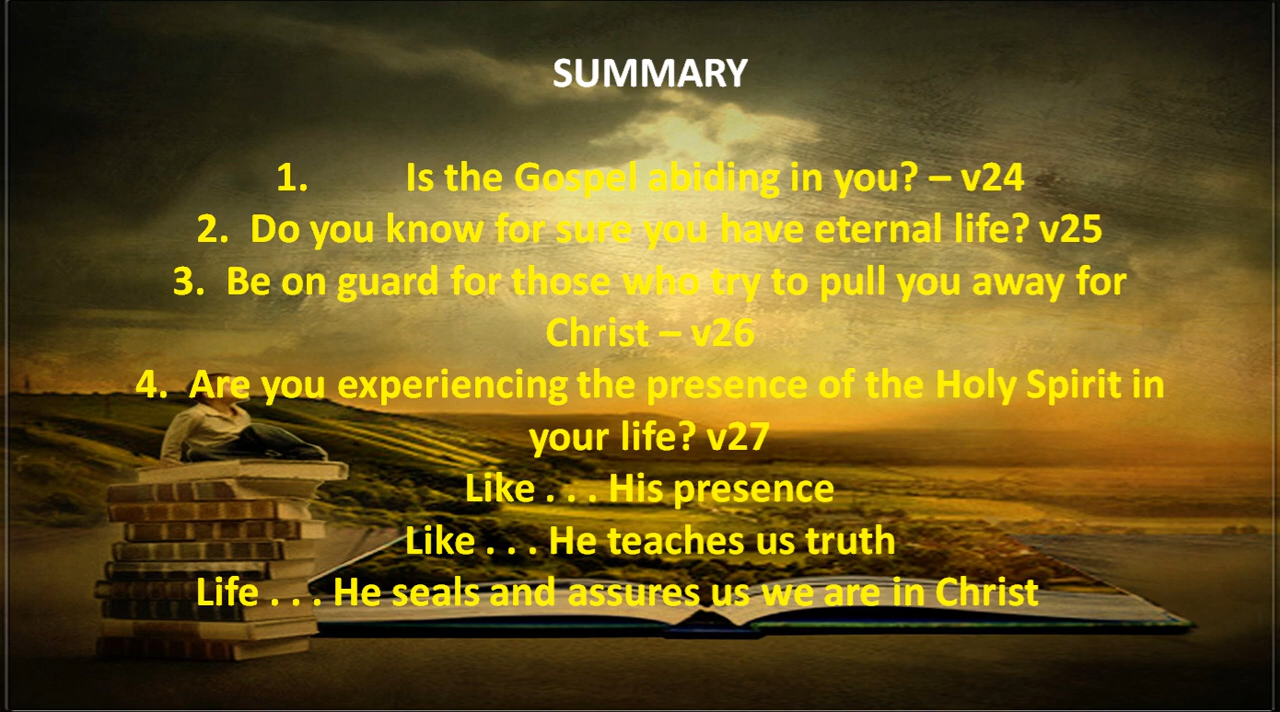 SUMMARY
1. Is the Gospel abiding in you? – v24
2. Do you know for sure you have eternal life? v25
3. Be on guard for those who try to pull you away for
Christ – v26
4. Are you experiencing the presence of the Holy Spirit in
your life? v27
Like . . . His presence
Like . . . He teaches us truth
Life . . . He seals and assures us we are in Christ